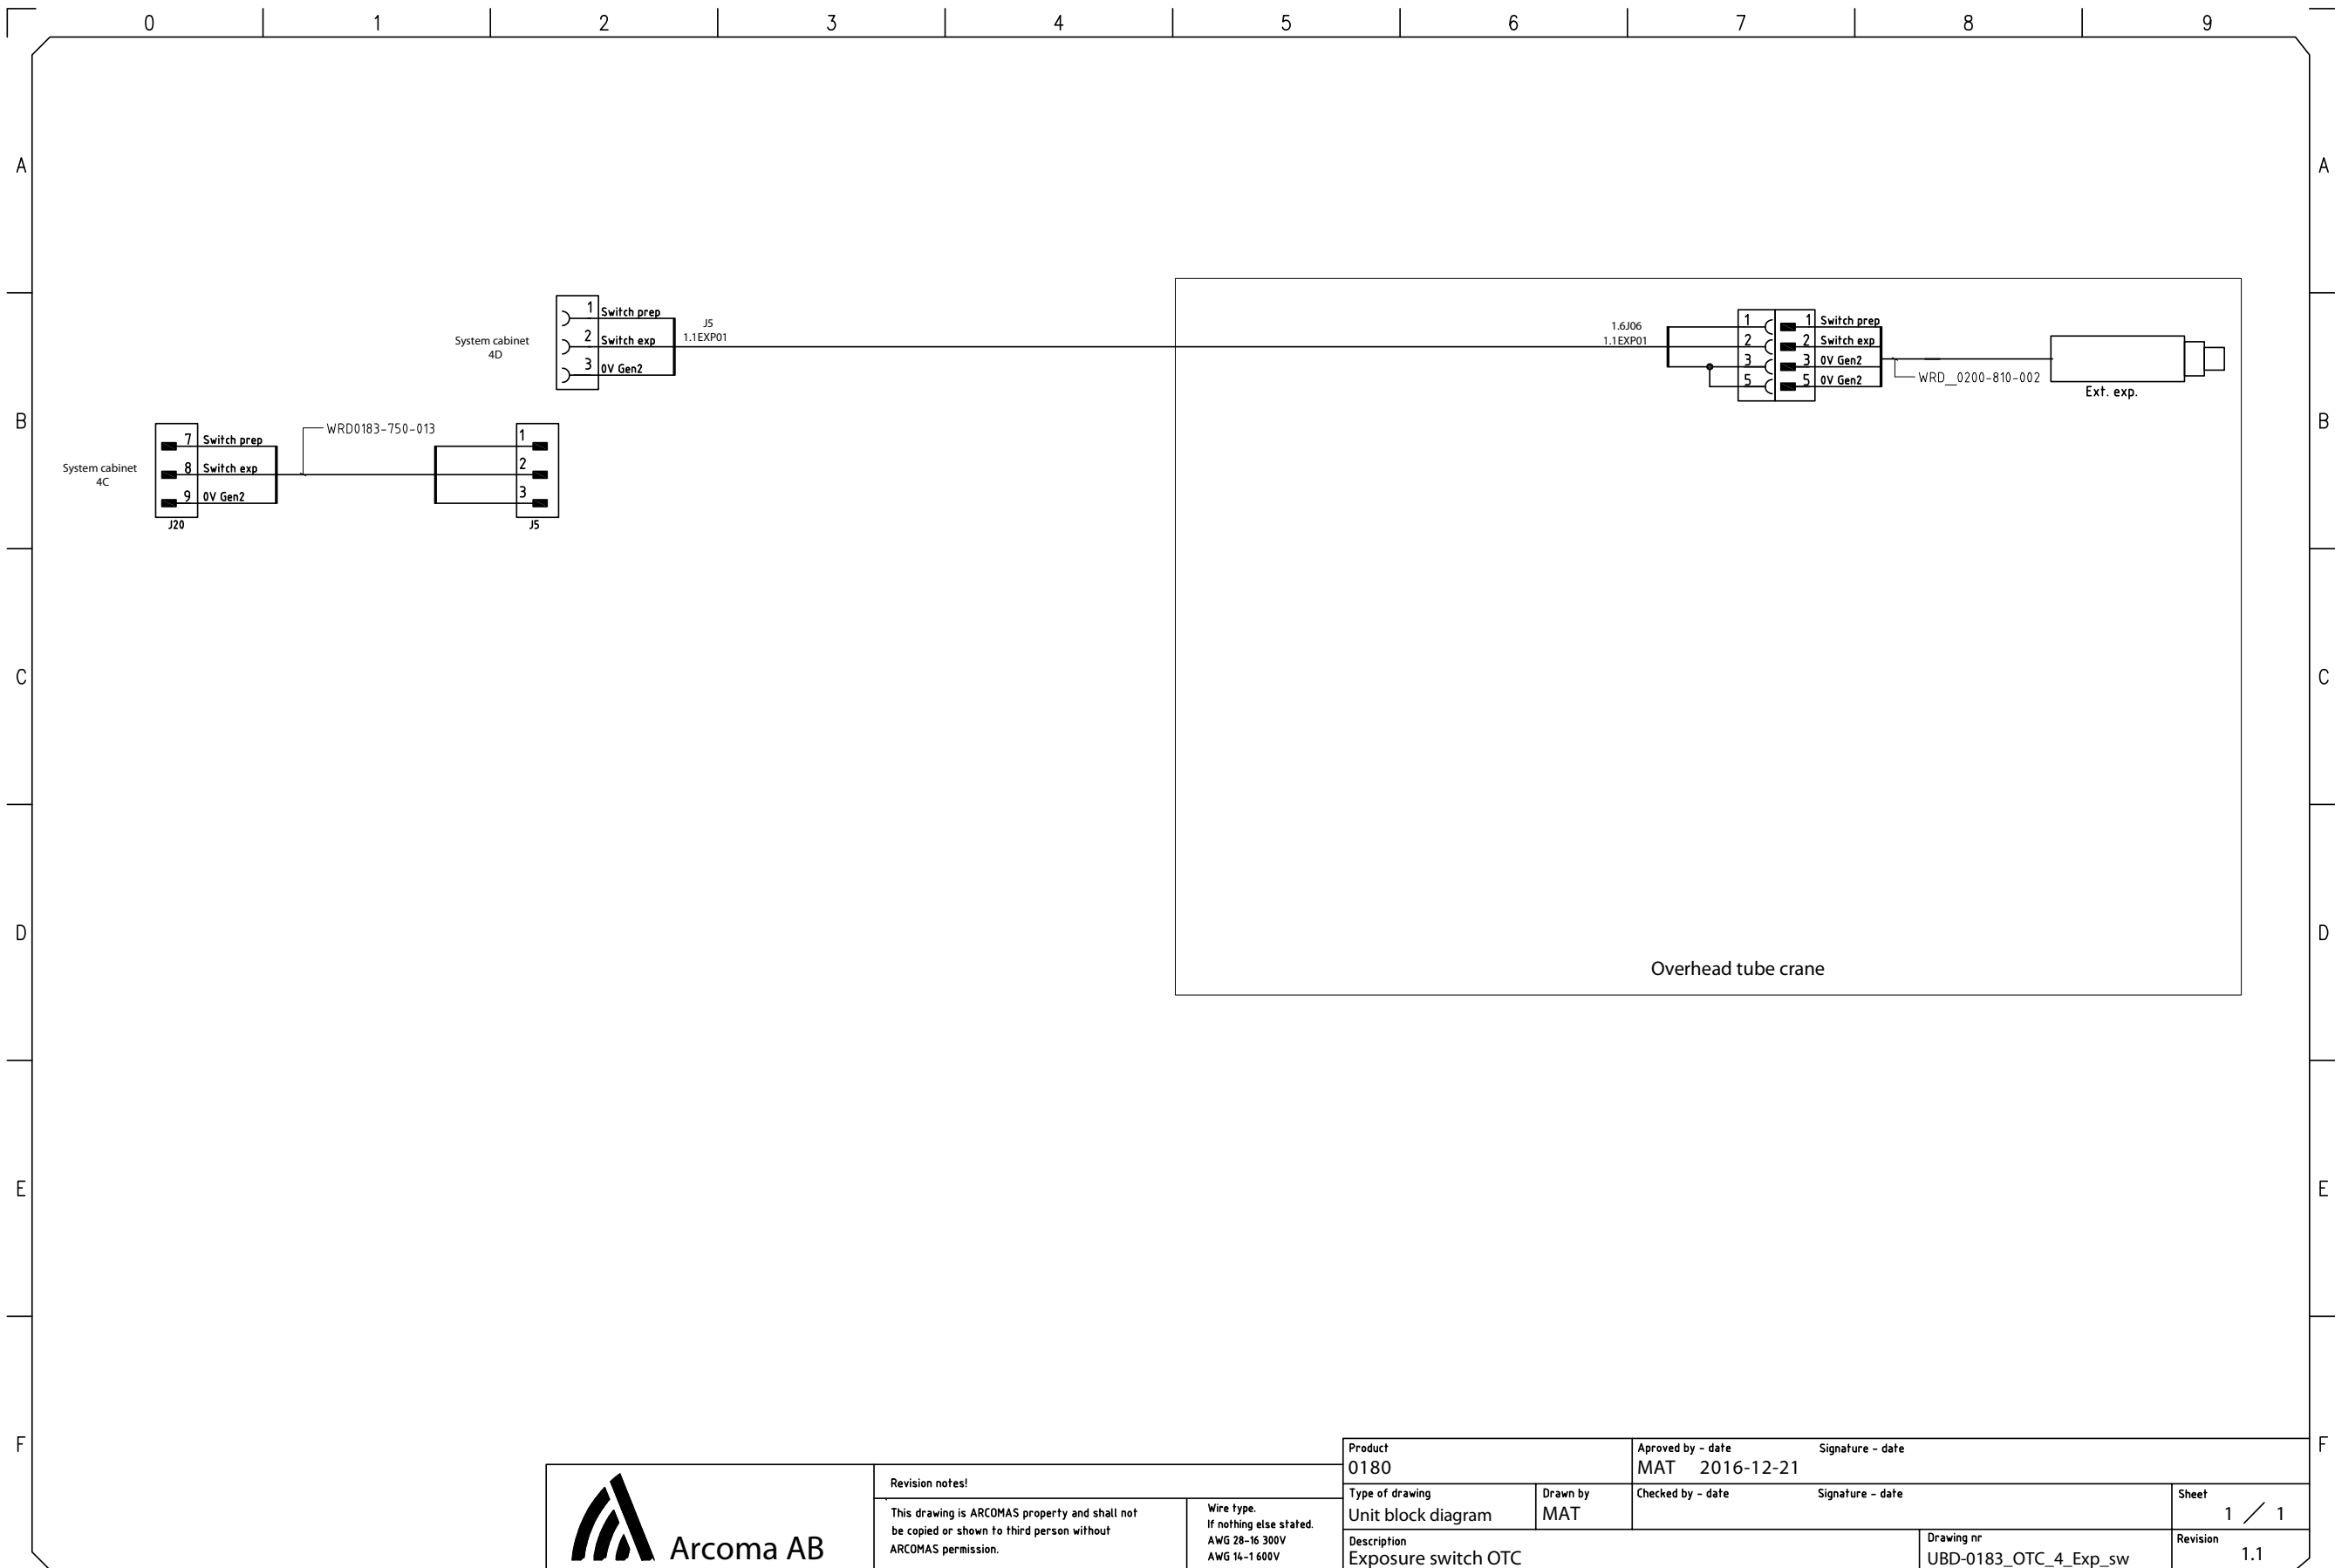 0 1 2 3 4 5 6 7 8 9
A A
1 Switch prep
2 Switch exp
3 0V Gen2
System cabinet
4D
J5
1.1EXP01
1.6J06
1.1EXP01
1 1 Switch prep
2 2 Switch exp
3 3 0V Gen2
5 5 0V Gen2
WRD__0200-810-002
Ext. exp.
B B
WRD0183-750-013
System cabinet
4C
7 Switch prep
8 Switch exp
9 0V Gen2
J20
1
2
3
J5
C C
D D
Overhead tube crane
E E
F F
Arcoma AB
Revision notes!
This drawing is ARCOMAS property and shall not
be copied or shown to third person without
ARCOMAS permission.
Wire type.
If nothing else stated.
AWG 28-16 300V
AWG 14-1 600V
Product
0180
Aproved by - date Signature - date
MAT 2016-12-21
Type of drawing
Unit block diagram
Drawn by
MAT
Checked by - date Signature - date
Sheet
1 / 1
Description
Exposure switch OTC
Drawing nr
UBD-0183_OTC_4_Exp_sw
Revision
1.1